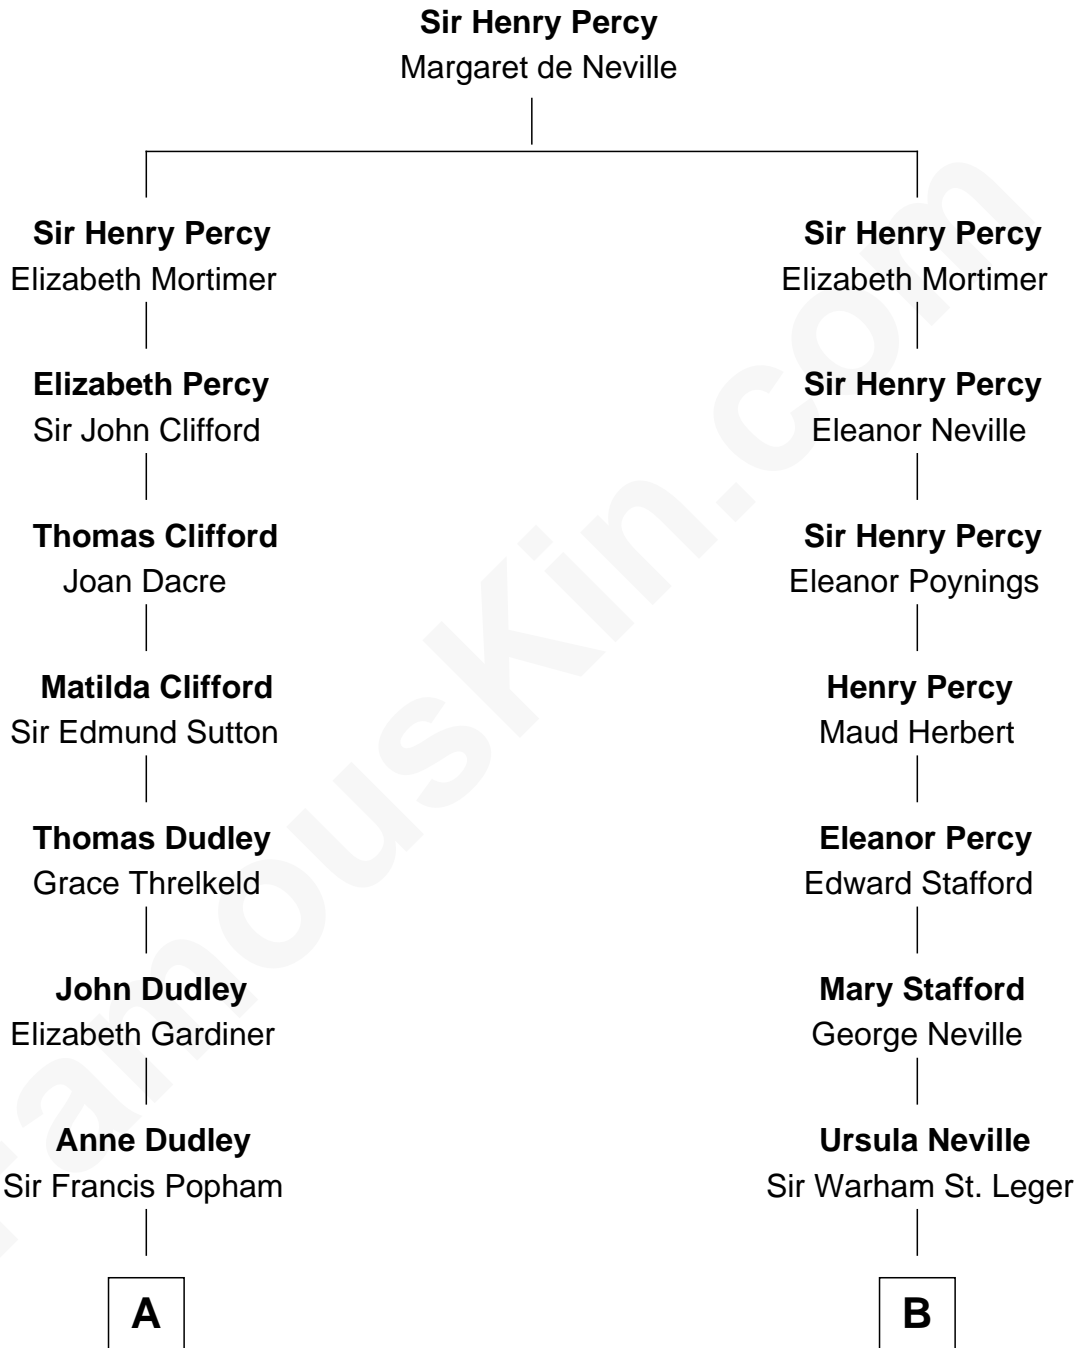 Sir Henry Percy
Margaret de Neville
Sir Henry Percy
Elizabeth Mortimer
Sir Henry Percy
Elizabeth Mortimer
Elizabeth Percy
Sir John Clifford
Sir Henry Percy
Eleanor Neville
Thomas Clifford
Joan Dacre
Sir Henry Percy
Eleanor Poynings
Matilda Clifford
Sir Edmund Sutton
Henry Percy
Maud Herbert
Thomas Dudley
Grace Threlkeld
Eleanor Percy
Edward Stafford
John Dudley
Elizabeth Gardiner
Mary Stafford
George Neville
Anne Dudley
Sir Francis Popham
Ursula Neville
Sir Warham St. Leger
A
B
FamousKin.com